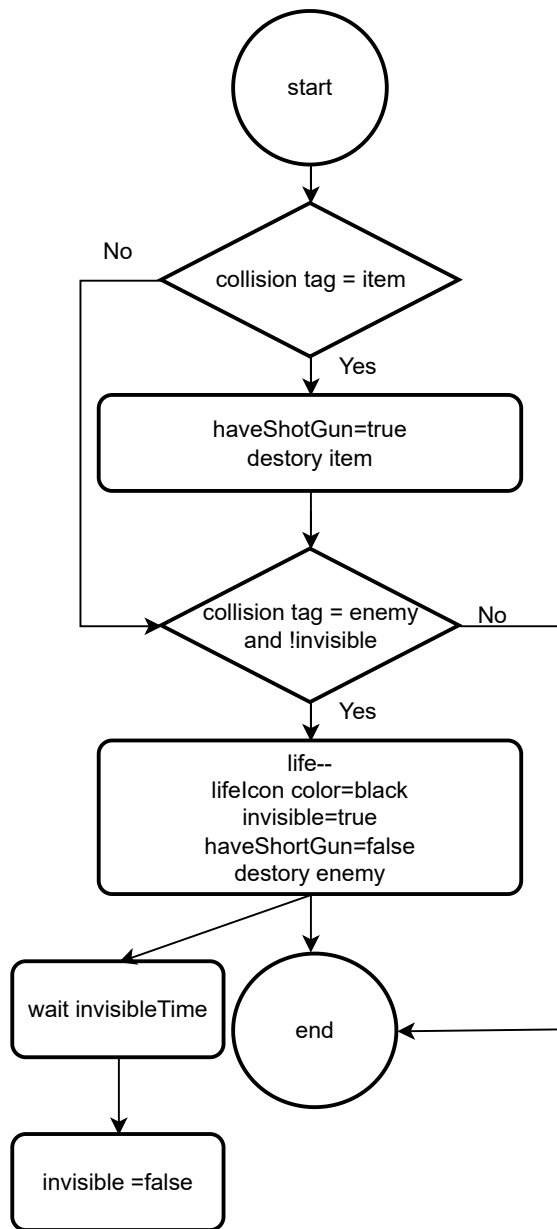 start
No
collision tag = item
Yes
haveShotGun=true
destory item
collision tag = enemy
and !invisible
No
Yes
life--
lifeIcon color=black
invisible=true
haveShortGun=false
destory enemy
wait invisibleTime
end
invisible =false